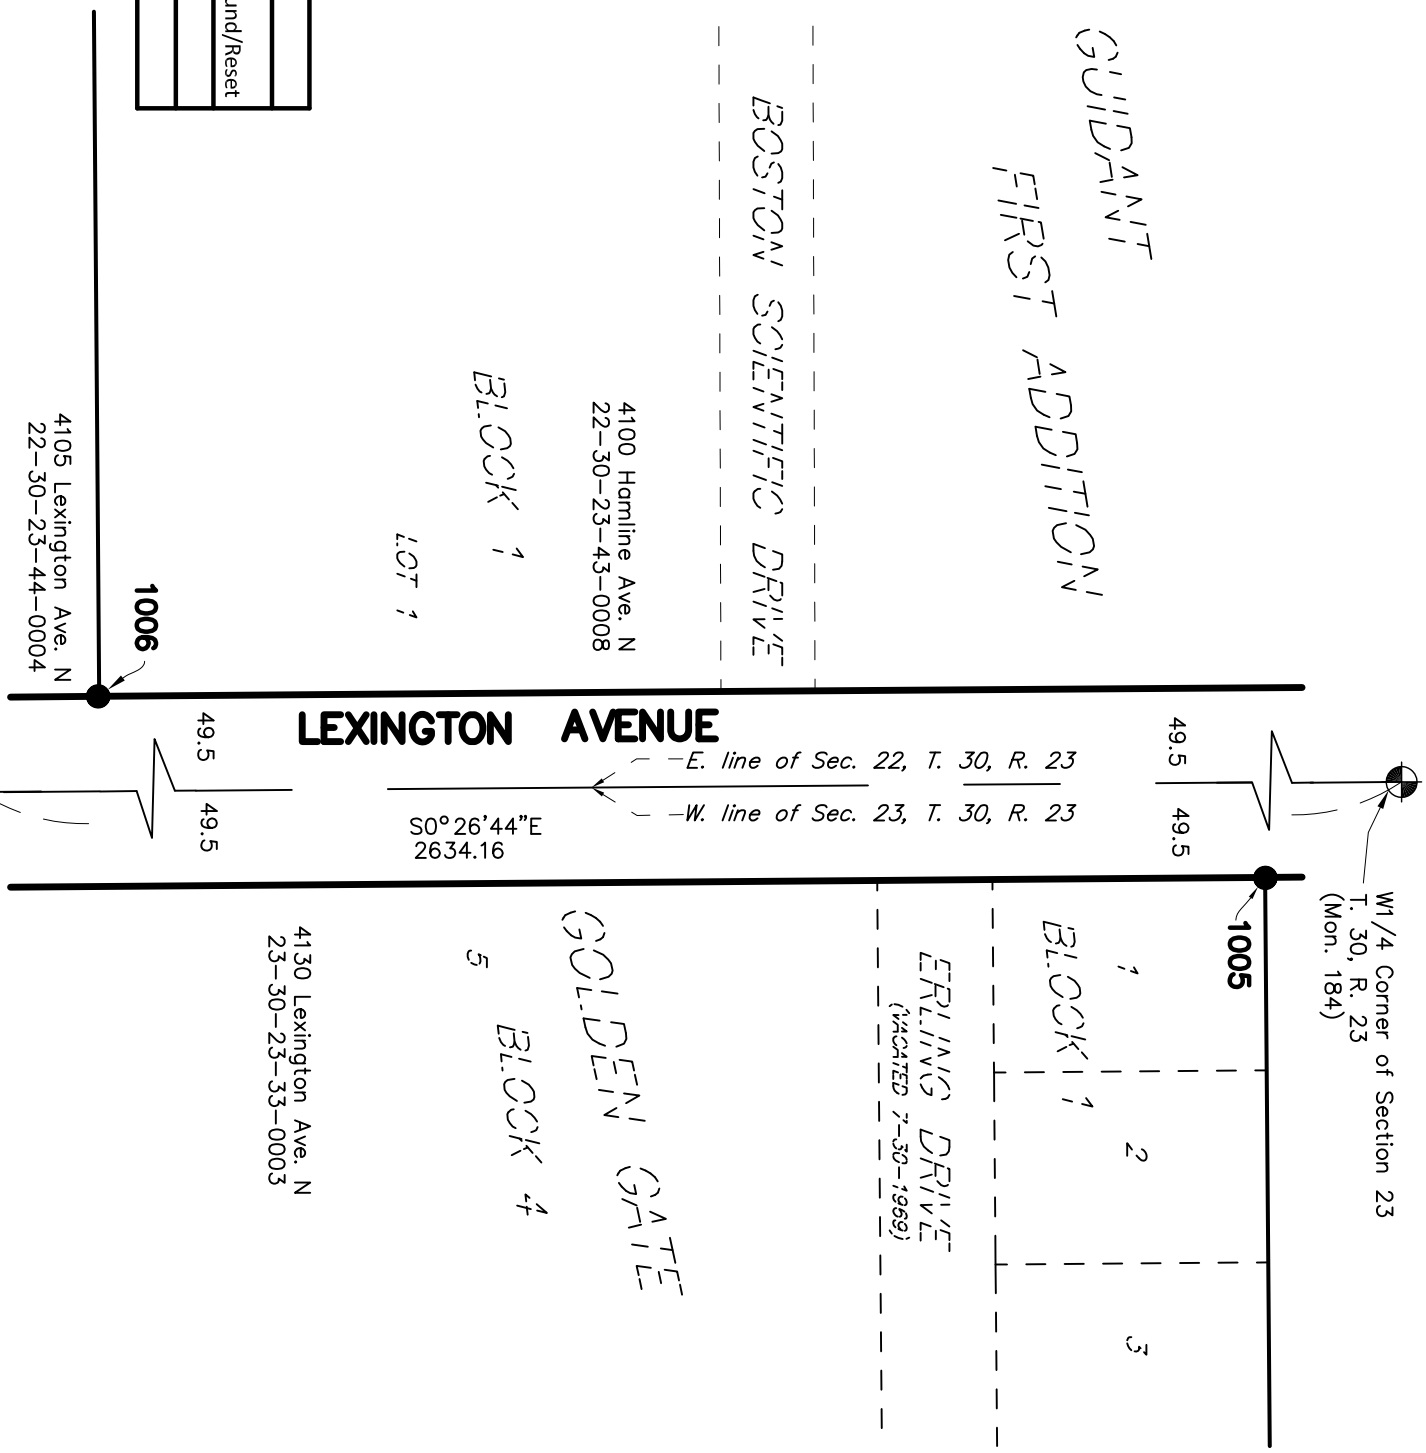 und/Reset
GUIDANT
FIRST ADDITION
BOSTON SCIENTIFIC DRIVE
4100 Hamline Ave. N
22-30-23-43-0008
BLOCK 1
LOT 1
4105 Lexington Ave. N
22-30-23-44-0004
1006
LEXINGTON AVENUE
49.5
49.5
49.5
49.5
E. line of Sec. 22, T. 30, R. 23
W. line of Sec. 23, T. 30, R. 23
S0°26'44"E
2634.16
W1/4 Corner of Section 23
T. 30, R. 23
(Mon. 184)
1005
1
BLOCK 1
2
3
ERLING DRIVE
(VACATED 7-30-1969)
GOLDEN GATE
5
BLOCK 4
4130 Lexington Ave. N
23-30-23-33-0003